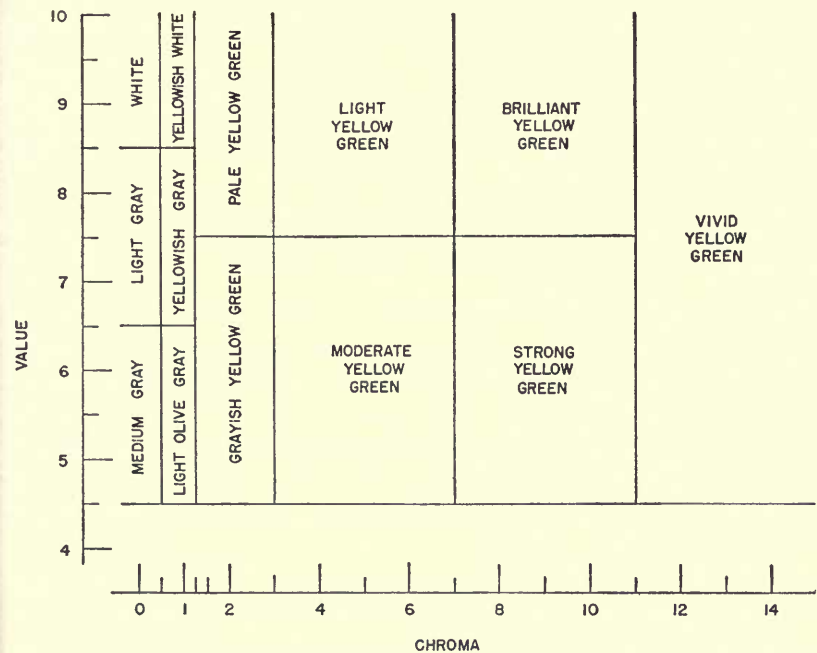 10
9
8
7
6
5
4
VALUE
WHITE
YELLOWISH WHITE
PALE YELLOW GREEN
LIGHT
YELLOW
GREEN
BRILLIANT
YELLOW
GREEN
LIGHT GRAY
YELLOWISH GRAY
VIVID
YELLOW
GREEN
MEDIUM GRAY
LIGHT OLIVE GRAY
GRAYISH YELLOW GREEN
MODERATE
YELLOW
GREEN
STRONG
YELLOW
GREEN
0 1 2 4 6 8 10 12 14
CHROMA